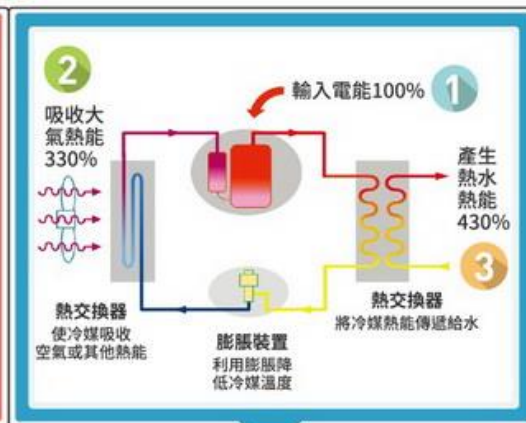 2
吸收大
氣熱能
330%
輸入電能100%
1
產生
熱水
熱能
430%
3
熱交換器
使冷媒吸收
空氣或其他熱能
膨脹裝置
利用膨脹降
低冷媒溫度
熱交換器
將冷媒熱能傳遞給水